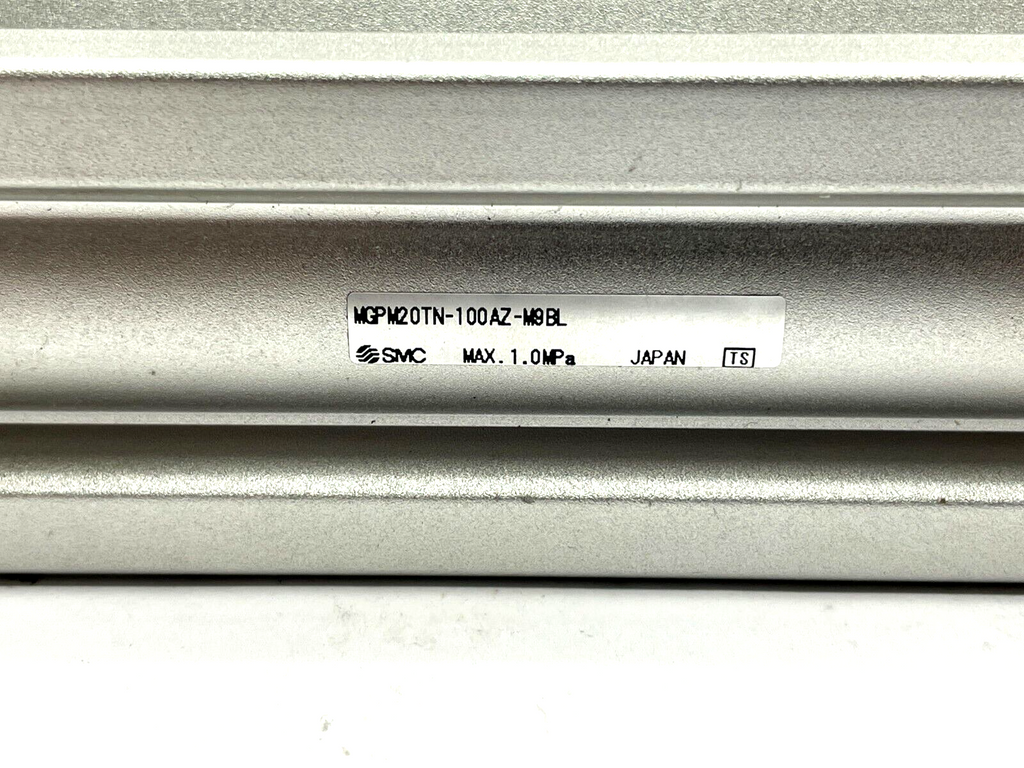 MGPM20TN-100AZ-M9BL
SMC MAX. 1.0MPa JAPAN TS